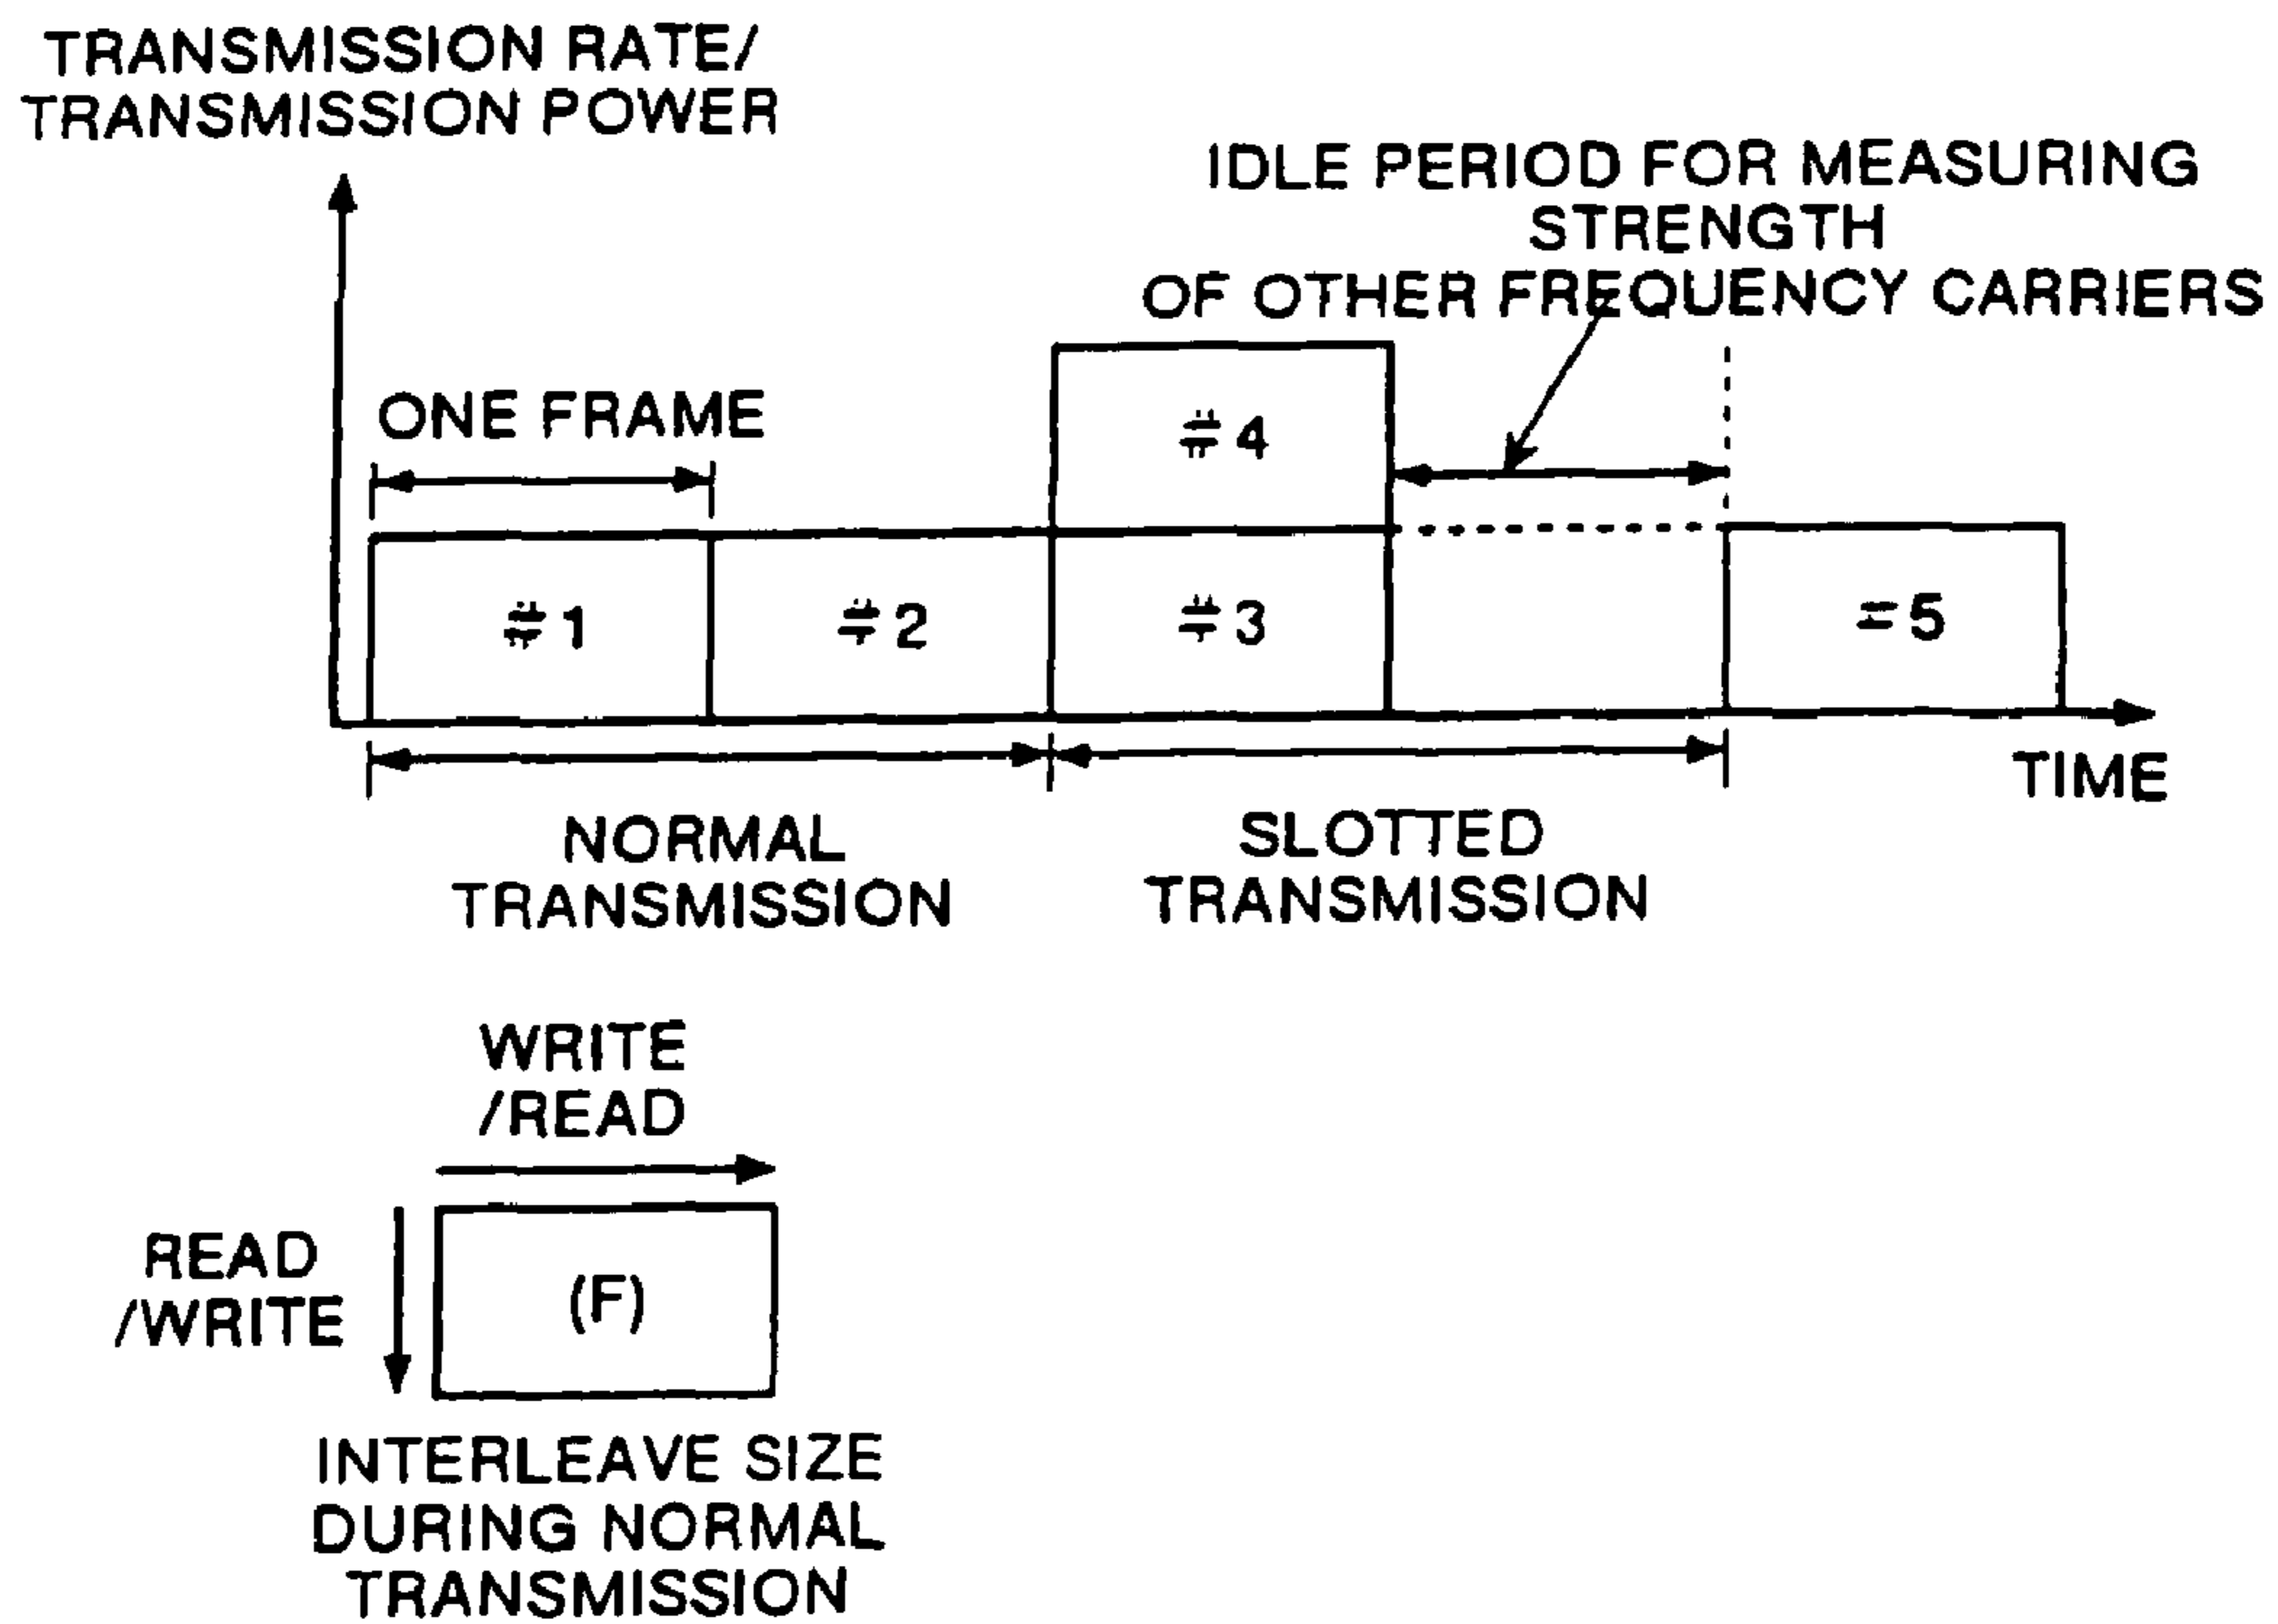 TRANSMISSION RATE/
TRANSMISSION POWER
IDLE PERIOD FOR MEASURING
STRENGTH
OF OTHER FREQUENCY CARRIERS
ONE FRAME
#4
#1
#2
#3
=5
TIME
NORMAL
TRANSMISSION
SLOTTED
TRANSMISSION
WRITE
/READ
READ
/WRITE
(F)
INTERLEAVE SIZE
DURING NORMAL
TRANSMISSION